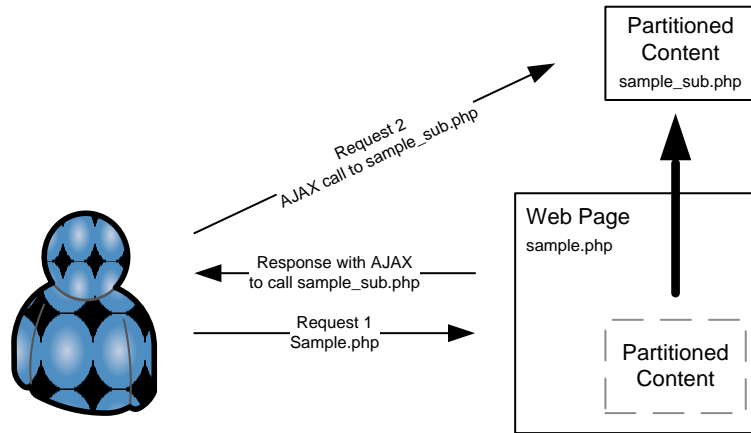 Partitioned
Content
sample_sub.php
Request 2
AJAX call to sample_sub.php
Web Page
sample.php
Response with AJAX
to call sample_sub.php
Request 1
Sample.php
Partitioned
Content